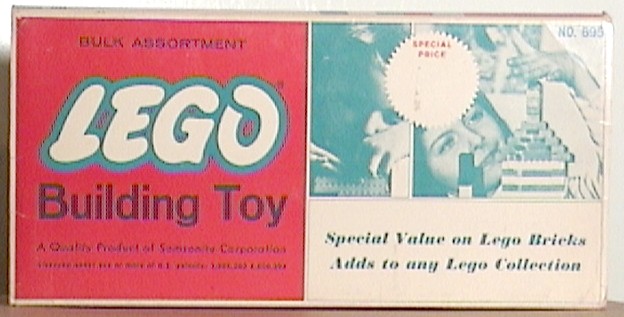 BULK ASSORTMENT
LEGO®
Building Toy
A Quality Product of Samsonite Corporation
SPECIAL
PRICE
NO. 695
Special Value on Lego Bricks
Adds to any Lego Collection